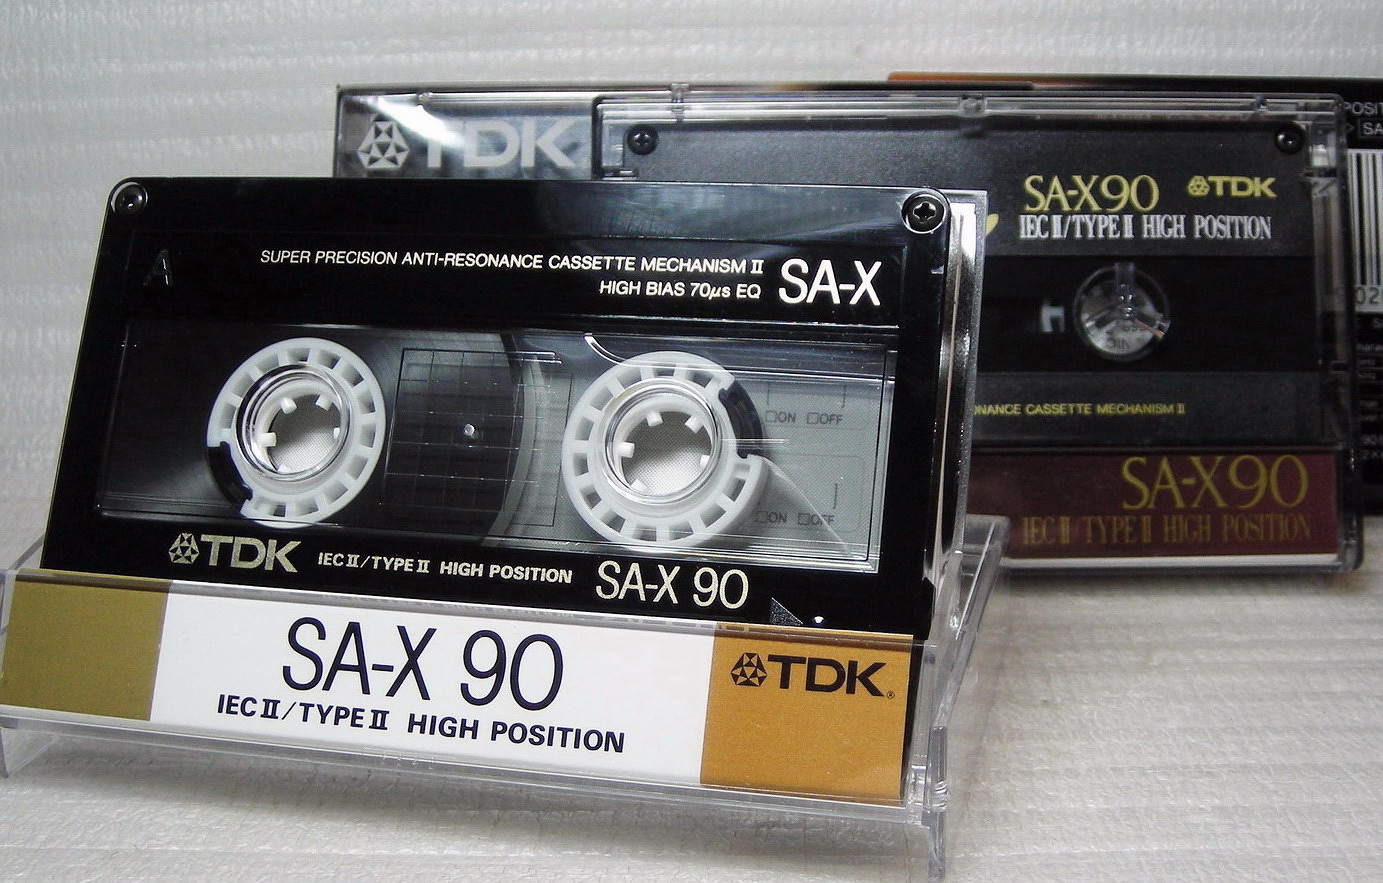 A
SUPER PRECISION ANTI-RESONANCE CASSETTE MECHANISM II
HIGH BIAS 70µs EQ
SA-X
ON OFF
ON OFF
TDK IEC II/TYPE II HIGH POSITION SA-X 90
SA-X 90
IEC II/TYPE II HIGH POSITION
TDK®
TDK
SA-X90 TDK
IEC II/TYPE II HIGH POSITION
CASSETTE MECHANISM II
SA-X90
IEC II/TYPE II HIGH POSITION